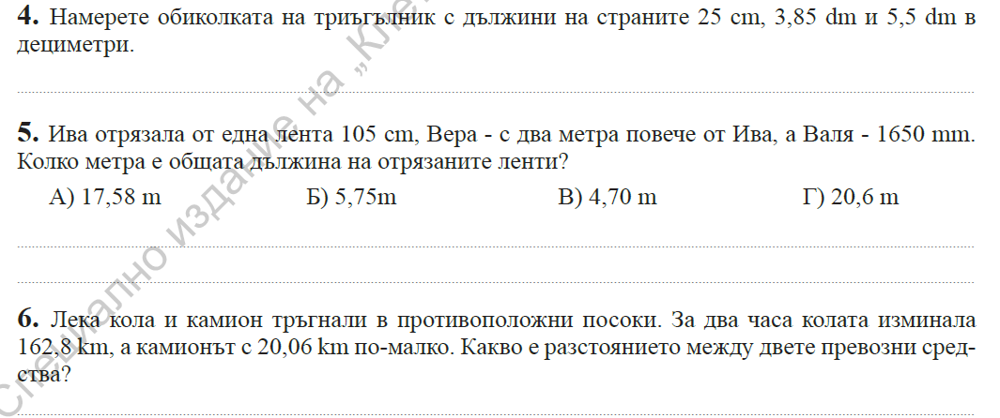 4. Намерете обиколката на триъгълник с дължини на страните 25 cm, 3,85 dm и 5,5 dm в
дециметри.
5. Ива отрязала от една лента 105 cm, Вера - с два метра повече от Ива, а Валя - 1650 mm.
Колко метра е общата дължина на отрязаните ленти?
А) 17,58 m Б) 5,75m В) 4,70 m Г) 20,6 m
6. Лека кола и камион тръгнали в противоположни посоки. За два часа колата изминала
162,8 km, а камионът с 20,06 km по-малко. Какво е разстоянието между двете превозни сред-
ства?
Специално издание на „Кле